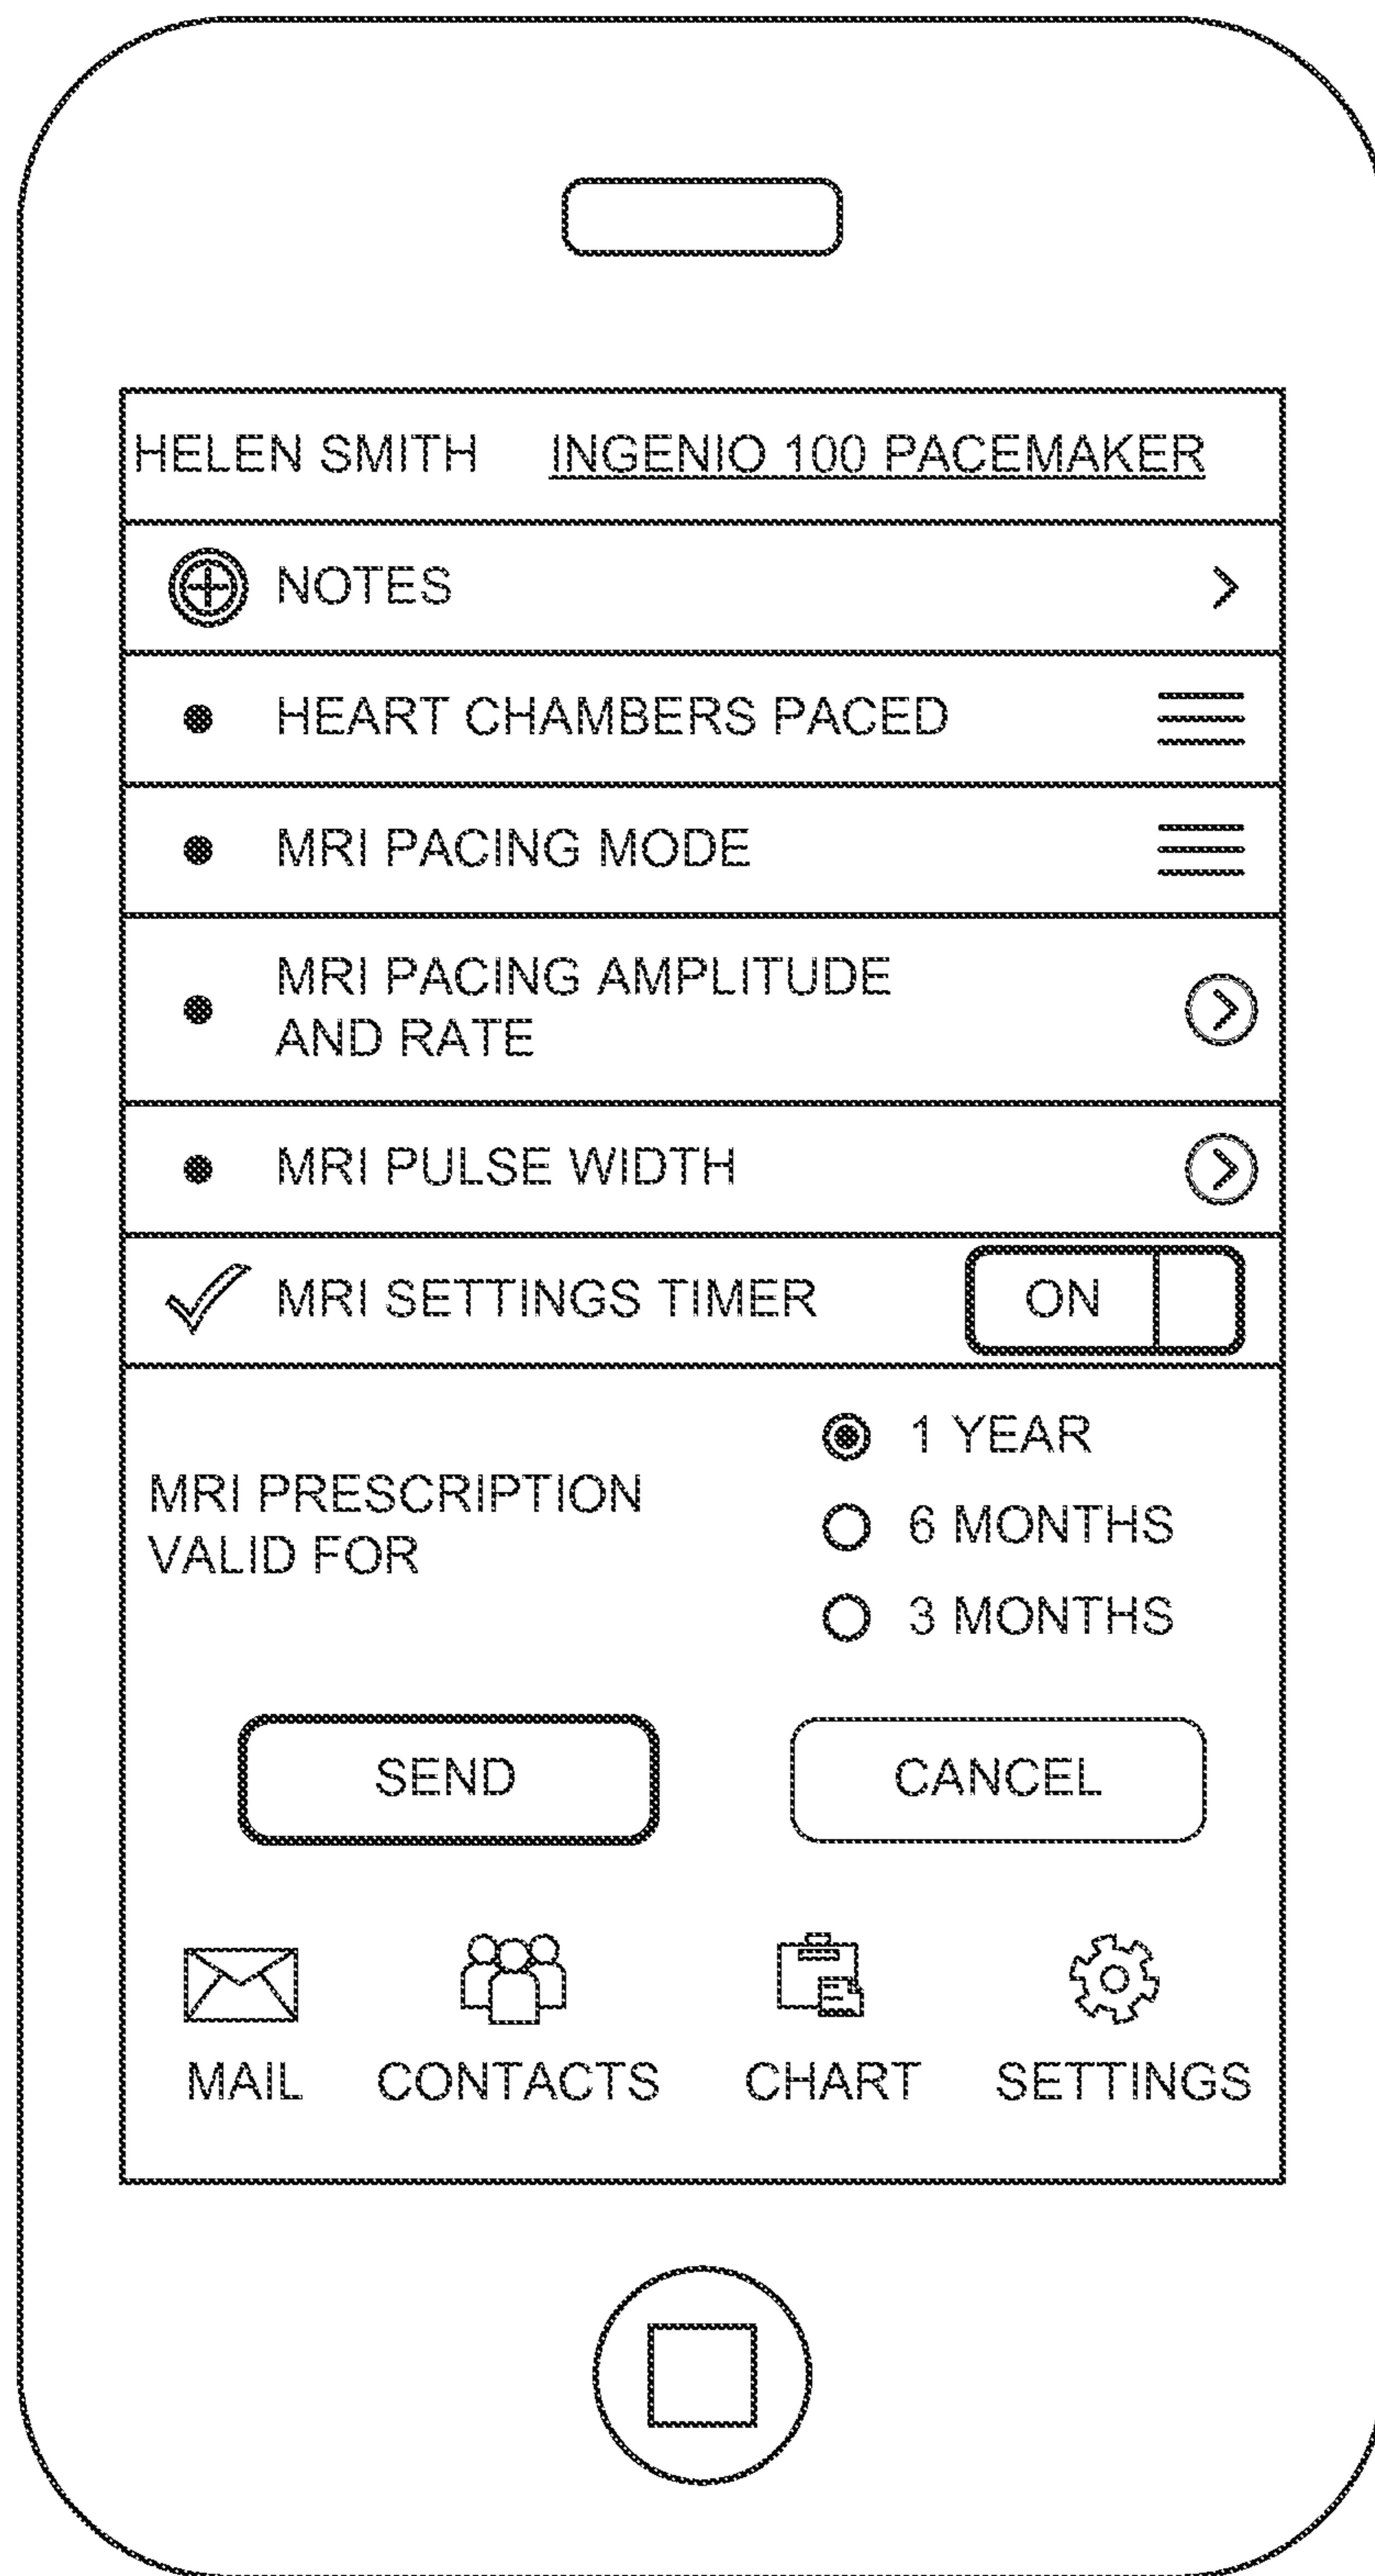 HELEN SMITH INGENIO 100 PACEMAKER
NOTES
HEART CHAMBERS PACED
MRI PACING MODE
MRI PACING AMPLITUDE
AND RATE
MRI PULSE WIDTH
MRI SETTINGS TIMER ON
MRI PRESCRIPTION
VALID FOR
1 YEAR
6 MONTHS
3 MONTHS
SEND CANCEL
MAIL CONTACTS CHART SETTINGS